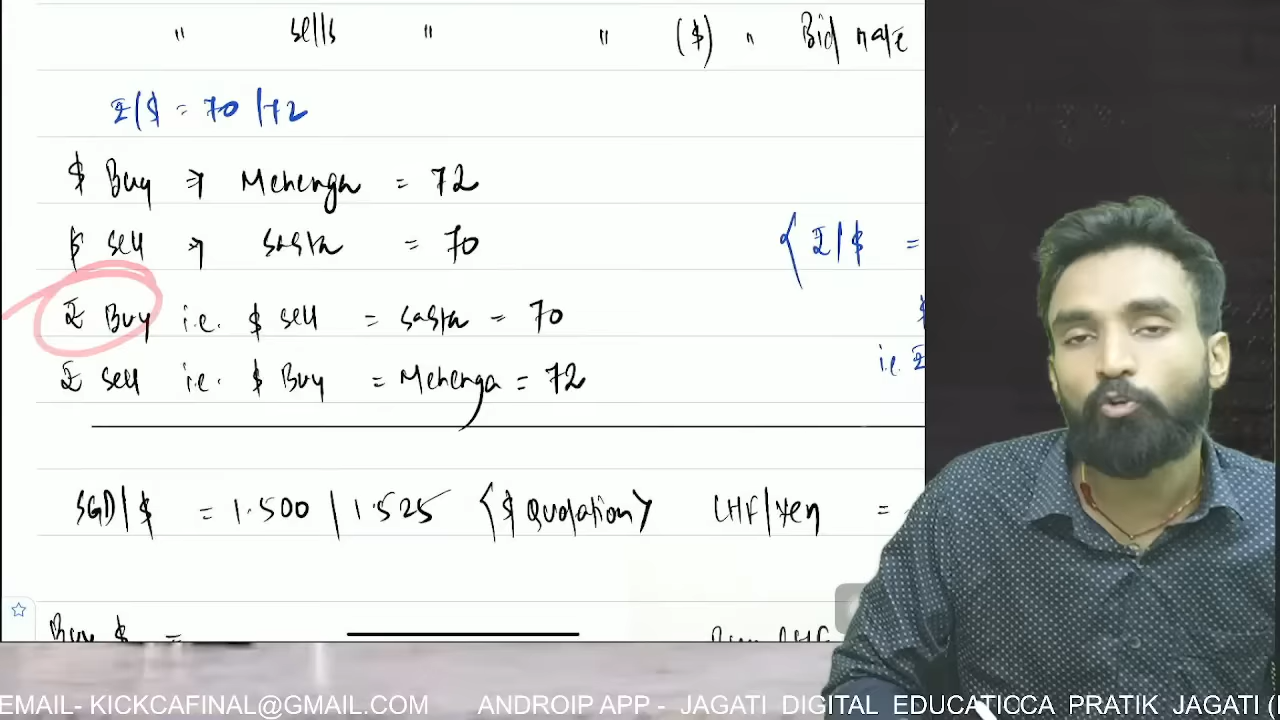 " sells " " ($) " Bid rate
₹/$ = 70/72
$ Buy ⇒ Mehenga = 72
$ sell ⇒ sasta = 70
{ ₹/$ =
₹ Buy i.e. $ sell = sasta = 70
$
₹ sell i.e. $ Buy = Mehenga = 72
i.e. ₹
SGD/$ = 1.500 / 1.525 {$ Quotation} CHF/Yen =
Buy $ =
EMAIL- KICKCAFINAL@GMAIL.COM ANDROIP APP - JAGATI DIGITAL EDUCATICCA PRATIK JAGATI (